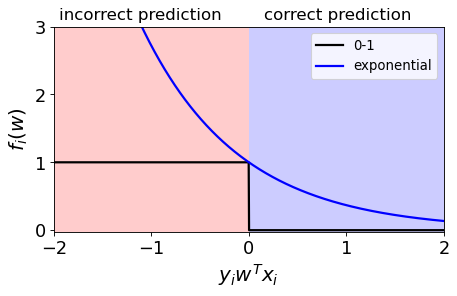 incorrect prediction
correct prediction
3
2
1
0
f_i(w)
0-1
exponential
−2
−1
0
1
2
y_i w^T x_i